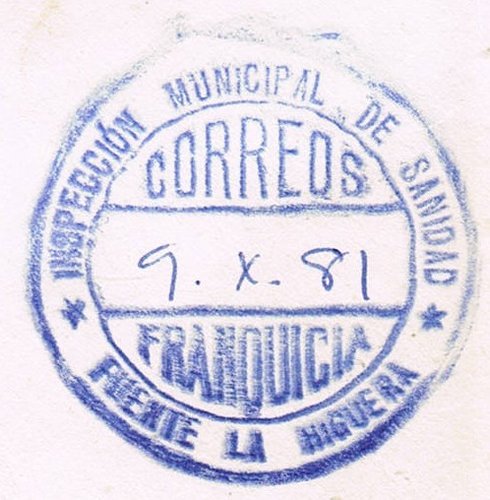 INSPECCIÓN MUNICIPAL DE SANIDAD
CORREOS
9. X. 81
FRANQUICIA
FUENTE LA HIGUERA